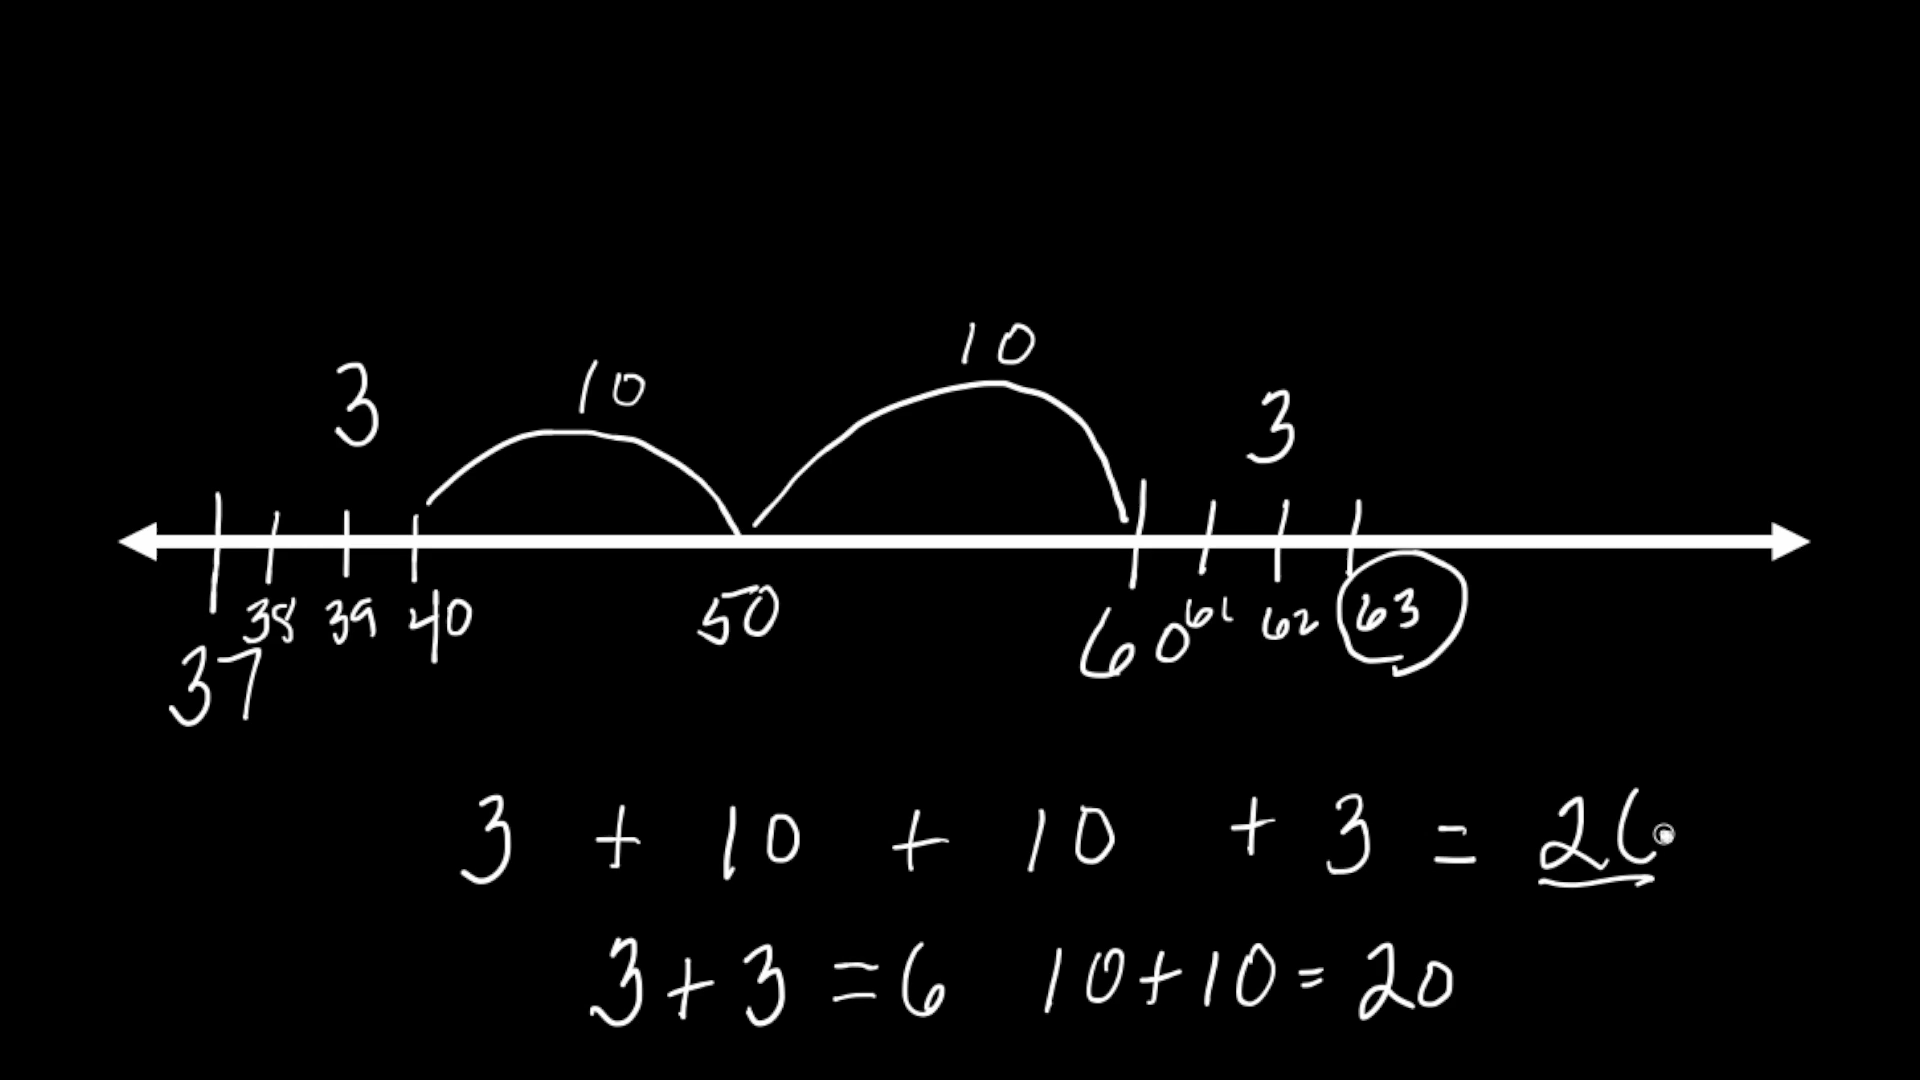 3 10 10 3
37 38 39 40 50 60 61 62 63
3 + 10 + 10 + 3 = 26
3+3=6 10+10=20